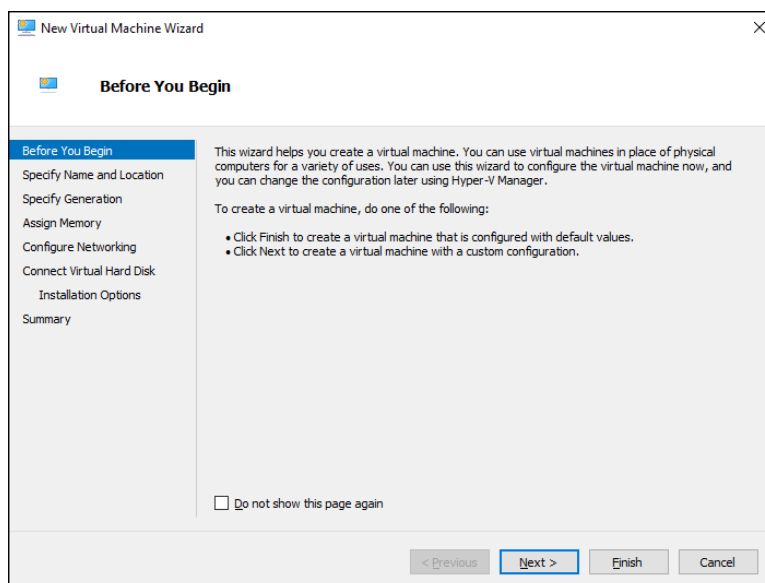 New Virtual Machine Wizard
Before You Begin
Before You Begin
Specify Name and Location
Specify Generation
Assign Memory
Configure Networking
Connect Virtual Hard Disk
Installation Options
Summary
This wizard helps you create a virtual machine. You can use virtual machines in place of physical
computers for a variety of uses. You can use this wizard to configure the virtual machine now, and
you can change the configuration later using Hyper-V Manager.
To create a virtual machine, do one of the following:
• Click Finish to create a virtual machine that is configured with default values.
• Click Next to create a virtual machine with a custom configuration.
Do not show this page again
< Previous
Next >
Finish
Cancel